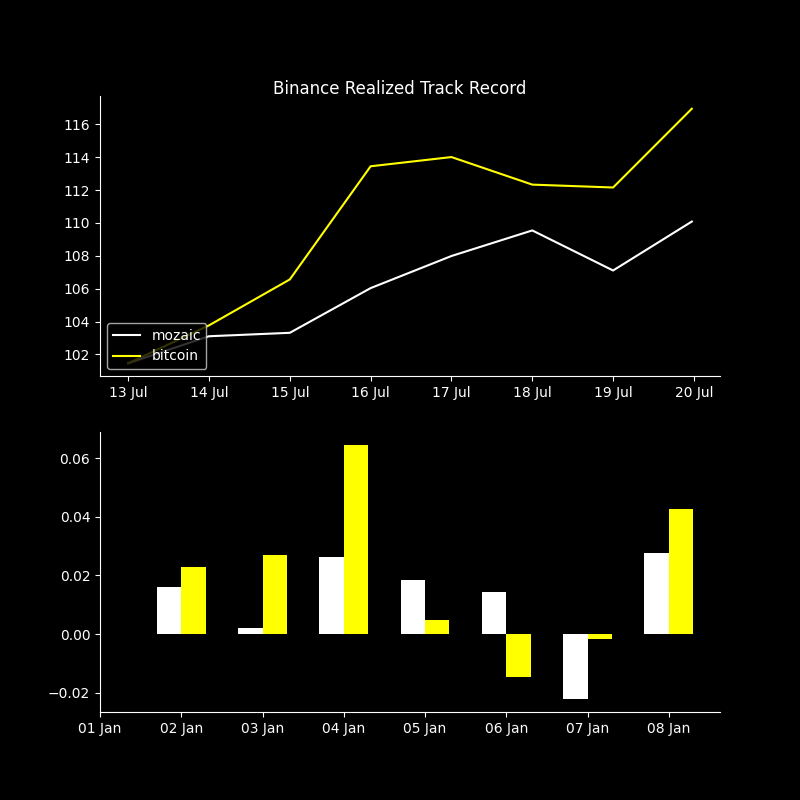 Binance Realized Track Record
116
114
112
110
108
106
104
102
mozaic
bitcoin
13 Jul 14 Jul 15 Jul 16 Jul 17 Jul 18 Jul 19 Jul 20 Jul
0.06
0.04
0.02
0.00
−0.02
01 Jan 02 Jan 03 Jan 04 Jan 05 Jan 06 Jan 07 Jan 08 Jan